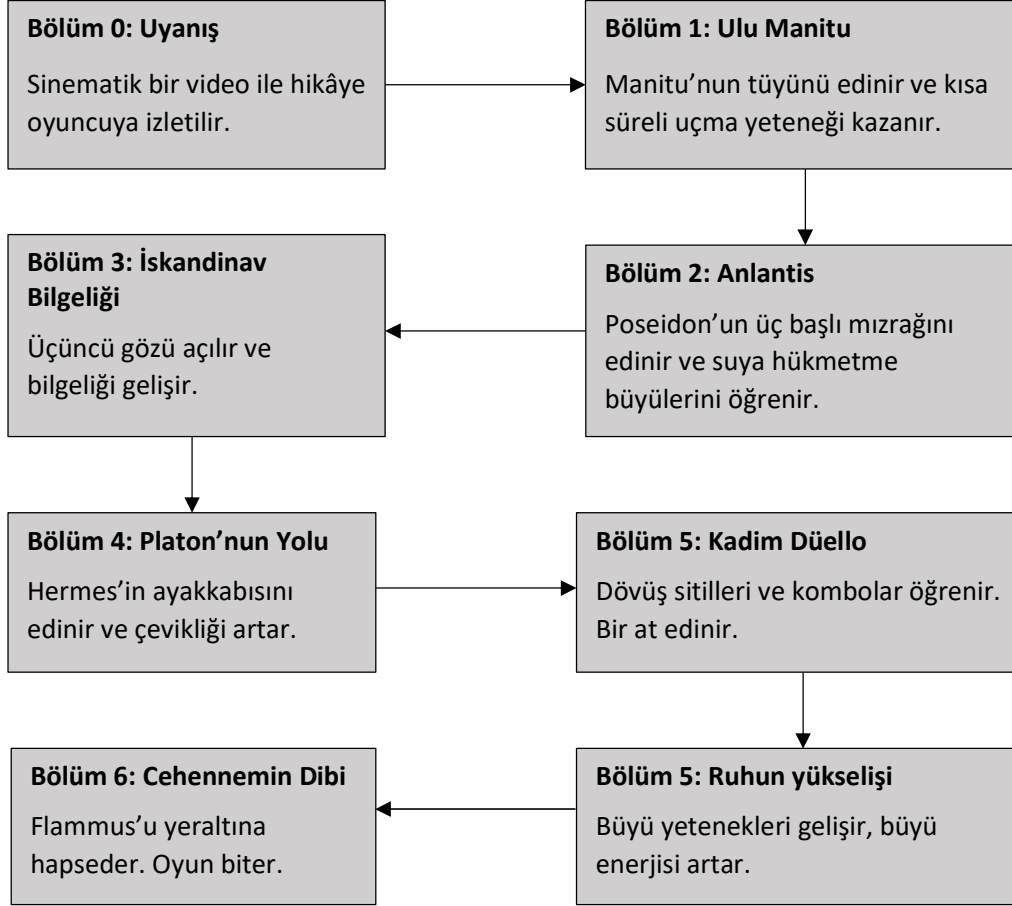 Bölüm 0: Uyanış
Sinematik bir video ile hikâye
oyuncuya izletilir.
Bölüm 1: Ulu Manitu
Manitu’nun tüyünü edinir ve kısa
süreli uçma yeteneği kazanır.
Bölüm 2: Anlantis
Poseidon’un üç başlı mızrağını
edinir ve suya hükmetme
büyülerini öğrenir.
Bölüm 3: İskandinav
Bilgeliği
Üçüncü gözü açılır ve
bilgeliği gelişir.
Bölüm 4: Platon’nun Yolu
Hermes’in ayakkabısını
edinir ve çevikliği artar.
Bölüm 5: Kadim Düello
Dövüş sitilleri ve kombolar öğrenir.
Bir at edinir.
Bölüm 5: Ruhun yükselişi
Büyü yetenekleri gelişir, büyü
enerjisi artar.
Bölüm 6: Cehennemin Dibi
Flammus’u yeraltına
hapseder. Oyun biter.